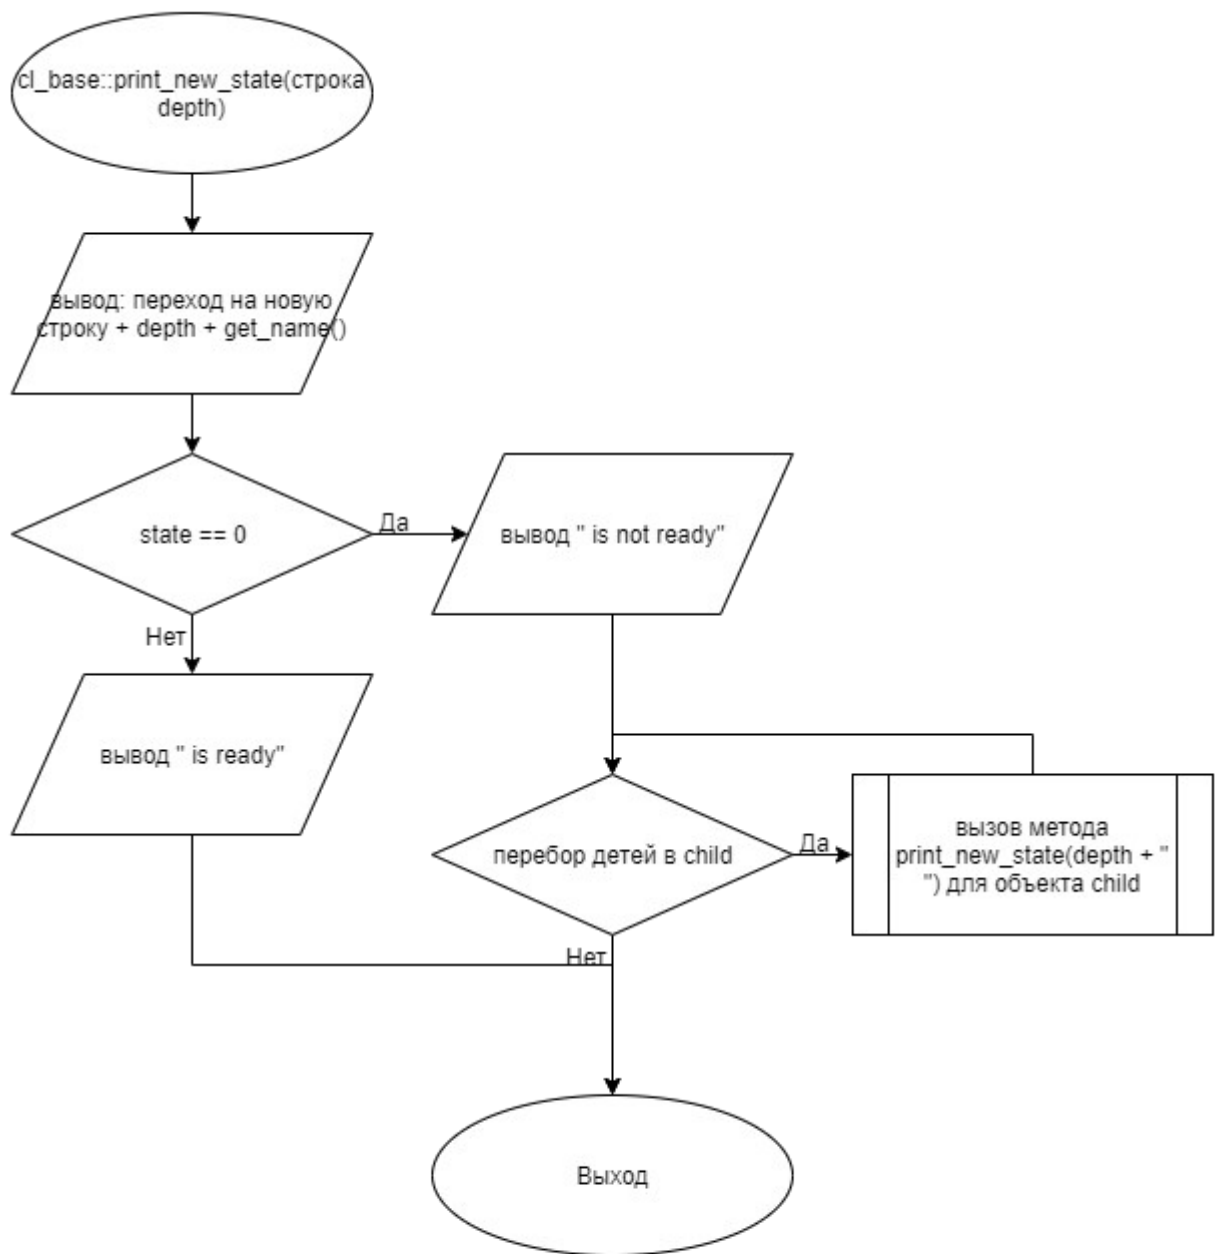 cl_base::print_new_state(строка
depth)
вывод: переход на новую
строку + depth + get_name()
state == 0
Да
вывод " is not ready"
Нет
вывод " is ready"
перебор детей в child
Да
вызов метода
print_new_state(depth + "
") для объекта child
Нет
Выход